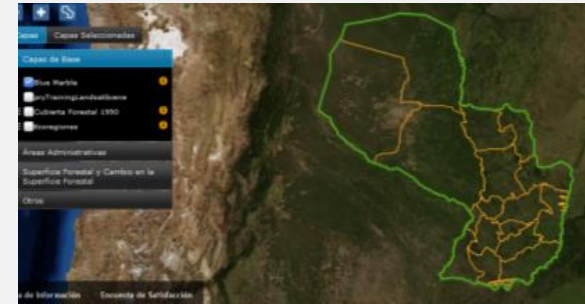 Capas Capas Seleccionadas
Capas de Base
Blue Marble
Cubierta Forestal 1990
Ecoregiones
Áreas Administrativas
Superficie Forestal y Cambio en la
Superficie Forestal
Otros
de Información Encuesta de Satisfacción